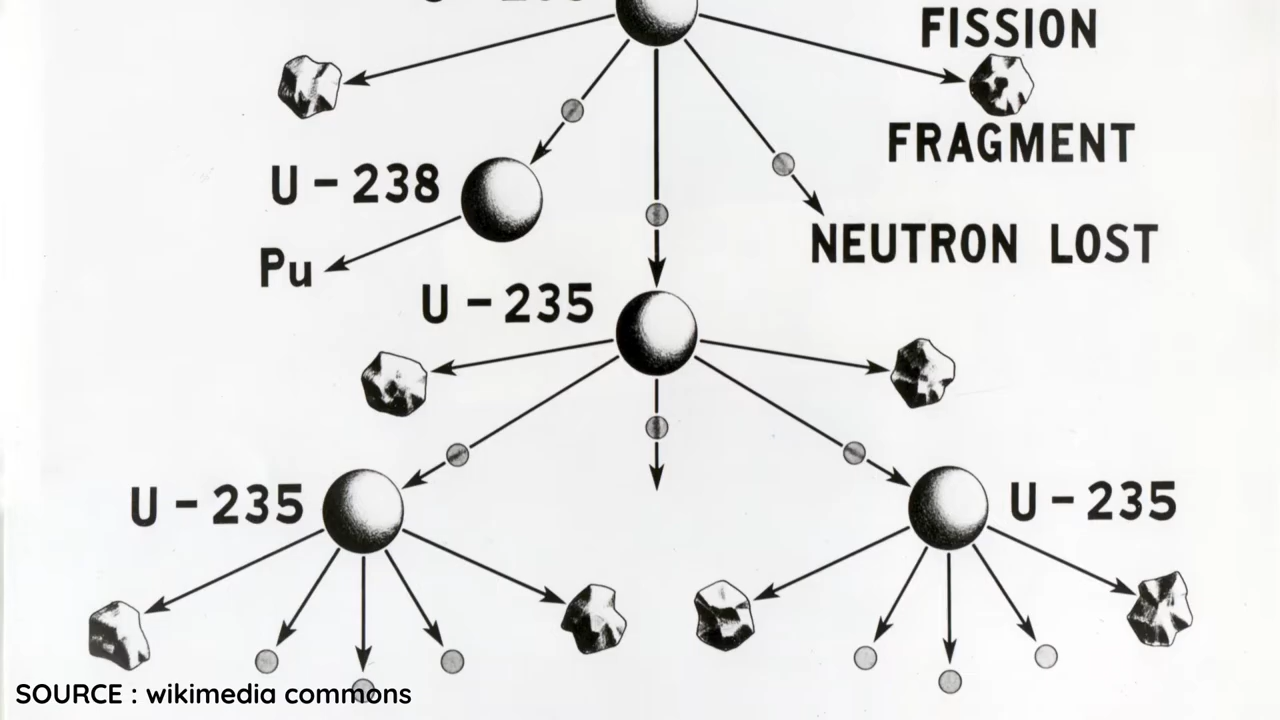 FISSION
FRAGMENT
U-238
NEUTRON LOST
Pu
U-235
U-235
U-235
SOURCE : wikimedia commons